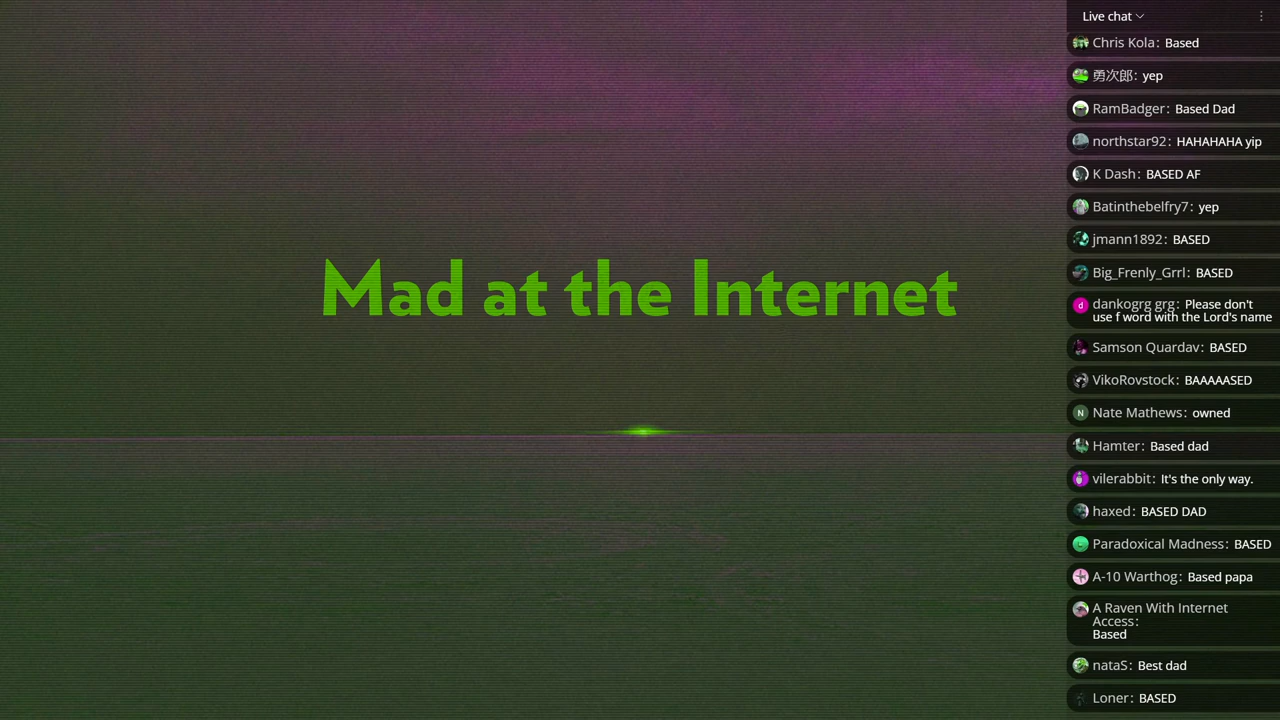 Live chat
Chris Kola: Based
勇次郎: yep
RamBadger: Based Dad
northstar92: HAHAHAHA yip
K Dash: BASED AF
Batinthebelfry7: yep
jmann1892: BASED
Big_Frenly_Grrl: BASED
dankogrg grg: Please don't
use f word with the Lord's name
Samson Quardav: BASED
VikoRovstock: BAAAAASED
Nate Mathews: owned
Hamter: Based dad
vilerabbit: It's the only way.
haxed: BASED DAD
Paradoxical Madness: BASED
A-10 Warthog: Based papa
A Raven With Internet
Access:
Based
nataS: Best dad
Loner: BASED
Mad at the Internet
d
N